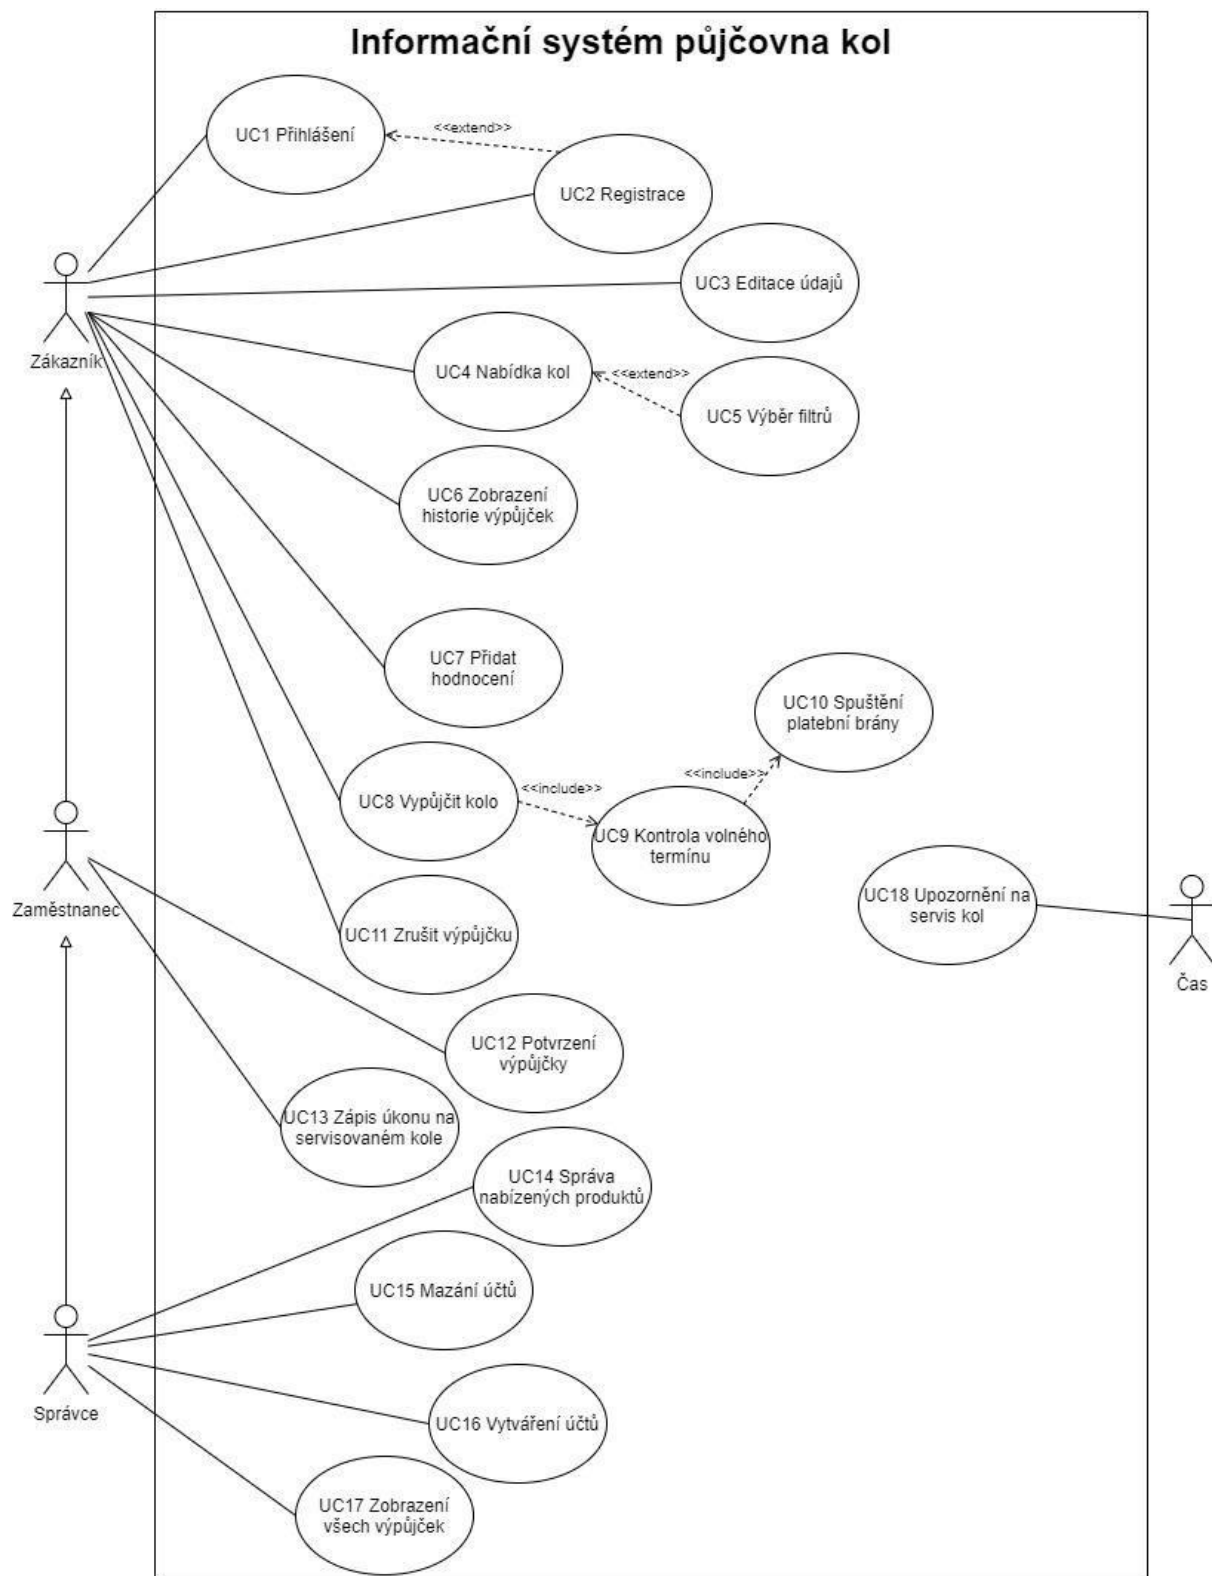 Informační systém půjčovna kol
UC1 Přihlášení
<<extend>>
UC2 Registrace
UC3 Editace údajů
Zákazník
UC4 Nabídka kol
<<extend>>
UC5 Výběr filtrů
UC6 Zobrazení
historie výpůjček
UC7 Přidat
hodnocení
UC10 Spuštění
platební brány
<<include>>
UC8 Vypůjčit kolo
<<include>>
UC9 Kontrola volného
termínu
Zaměstnanec
UC18 Upozornění na
servis kol
Čas
UC11 Zrušit výpůjčku
UC12 Potvrzení
výpůjčky
UC13 Zápis úkonu na
servisovaném kole
UC14 Správa
nabízených produktů
UC15 Mazání účtů
Správce
UC16 Vytváření účtů
UC17 Zobrazení
všech výpůjček